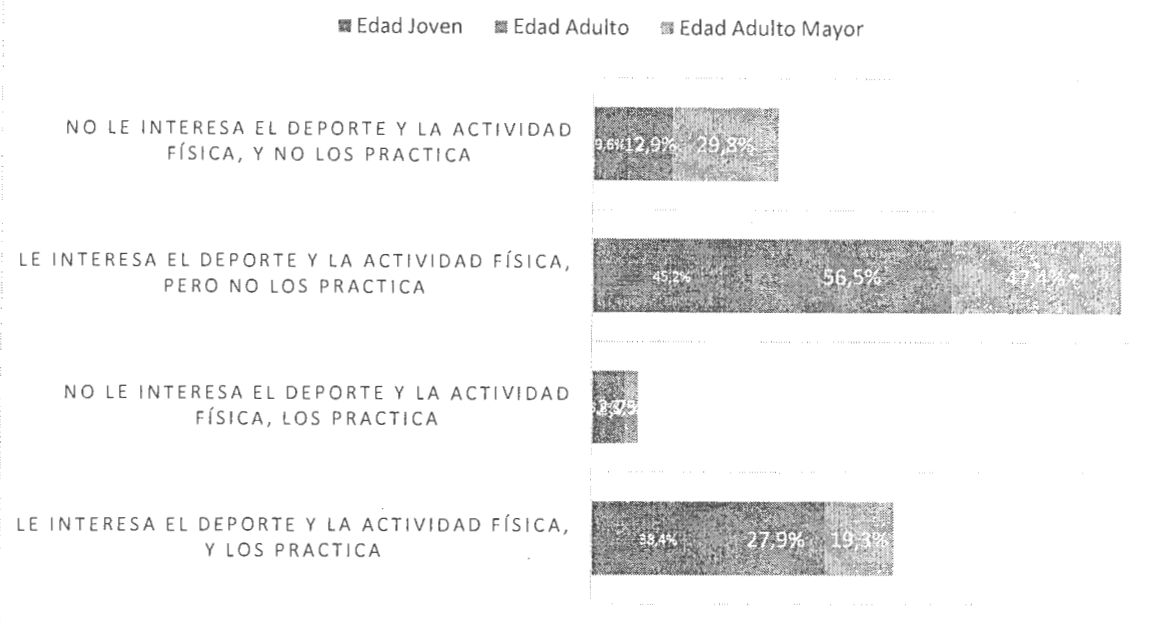 Edad Joven Edad Adulto Edad Adulto Mayor
NO LE INTERESA EL DEPORTE Y LA ACTIVIDAD
FÍSICA, Y NO LOS PRACTICA
9,6% 12,9% 29,8%
LE INTERESA EL DEPORTE Y LA ACTIVIDAD FÍSICA,
PERO NO LOS PRACTICA
45,2% 56,5% 47,4%
NO LE INTERESA EL DEPORTE Y LA ACTIVIDAD
FÍSICA, LOS PRACTICA
LE INTERESA EL DEPORTE Y LA ACTIVIDAD FÍSICA,
Y LOS PRACTICA
38,4% 27,9% 19,3%